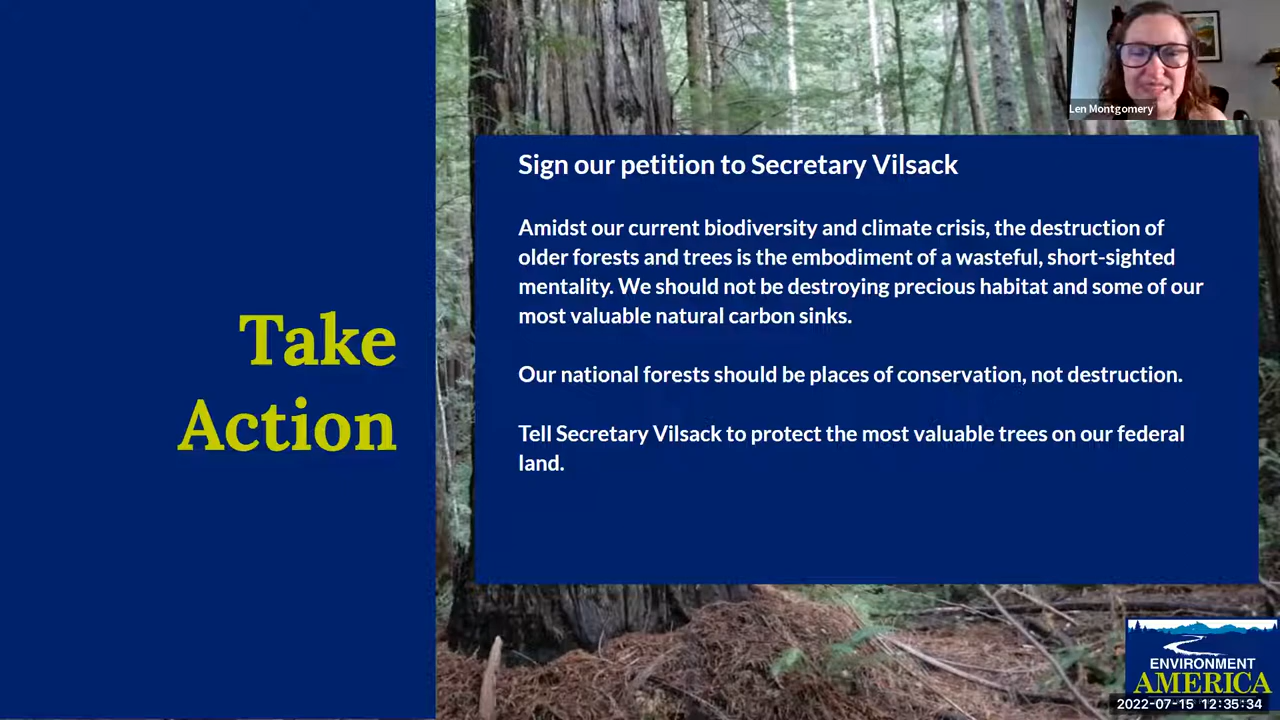 Len Montgomery
Take
Action
Sign our petition to Secretary Vilsack
Amidst our current biodiversity and climate crisis, the destruction of
older forests and trees is the embodiment of a wasteful, short-sighted
mentality. We should not be destroying precious habitat and some of our
most valuable natural carbon sinks.
Our national forests should be places of conservation, not destruction.
Tell Secretary Vilsack to protect the most valuable trees on our federal
land.
ENVIRONMENT
AMERICA
2022-07-15 12:35:34